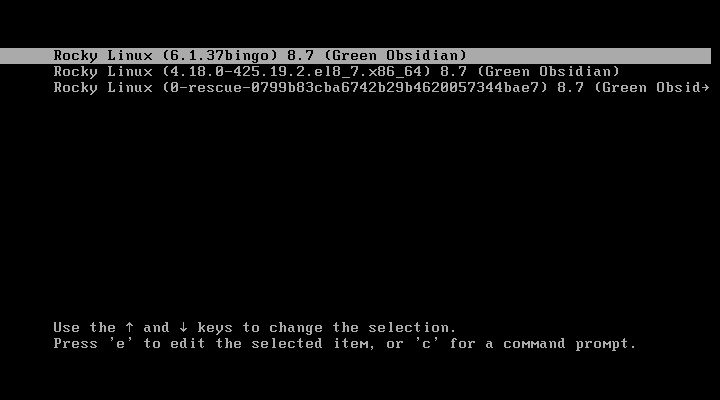 Rocky Linux (6.1.37bingo) 8.7 (Green Obsidian)
Rocky Linux (4.18.0-425.19.2.el8_7.x86_64) 8.7 (Green Obsidian)
Rocky Linux (0-rescue-0799b83cba6742b29b4620057344bae7) 8.7 (Green Obsid→
Use the ↑ and ↓ keys to change the selection.
Press 'e' to edit the selected item, or 'c' for a command prompt.